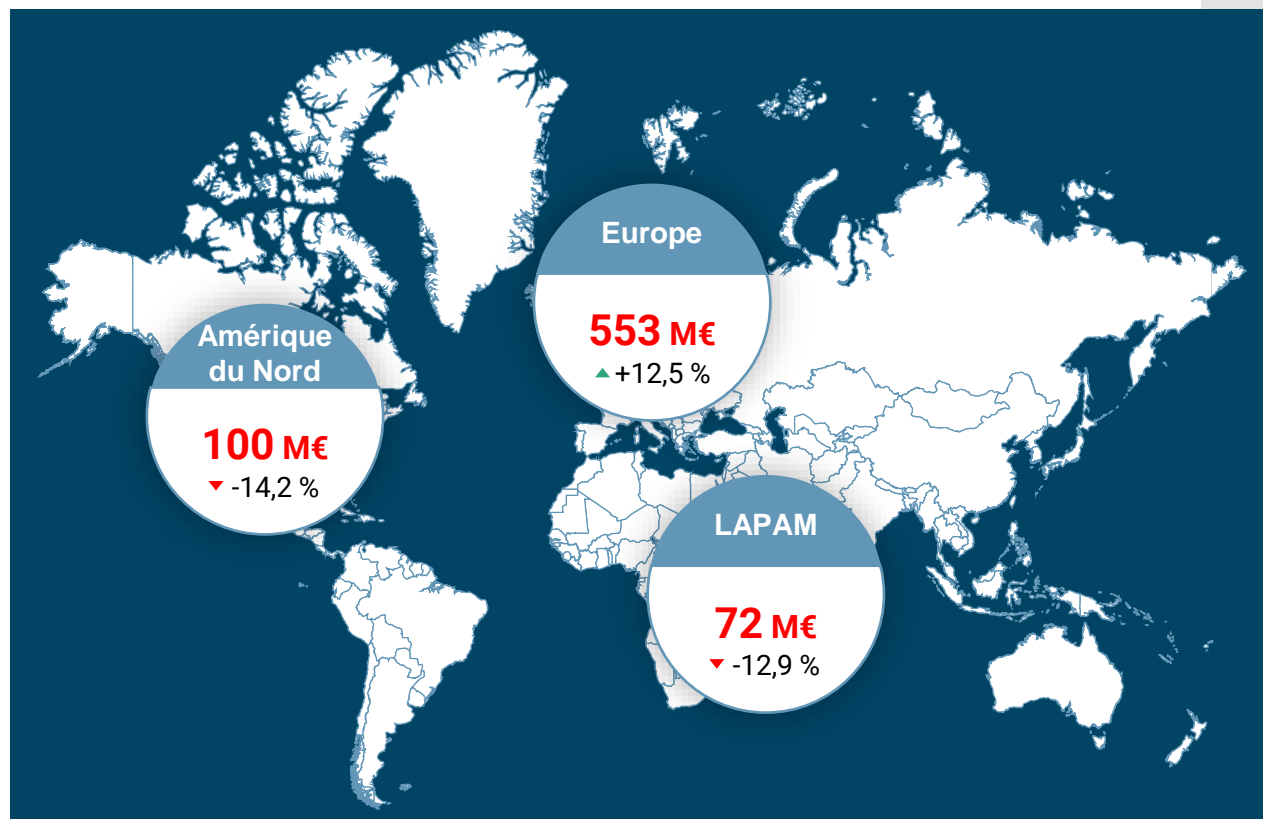 Europe
553 M€
+12,5 %
Amérique
du Nord
100 M€
-14,2 %
LAPAM
72 M€
-12,9 %